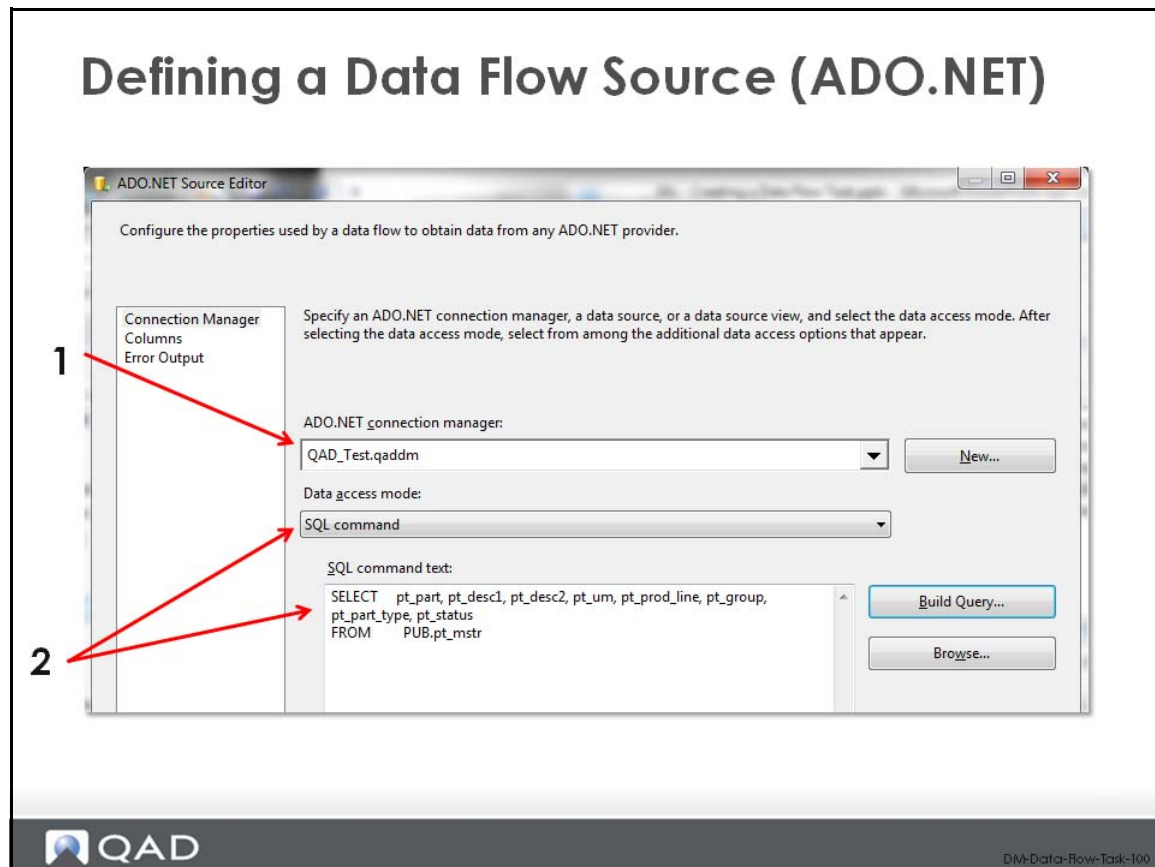 Defining a Data Flow Source (ADO.NET)
ADO.NET Source Editor
Configure the properties used by a data flow to obtain data from any ADO.NET provider.
Connection Manager
Columns
Error Output
Specify an ADO.NET connection manager, a data source, or a data source view, and select the data access mode. After
selecting the data access mode, select from among the additional data access options that appear.
1
ADO.NET connection manager:
QAD_Test.qaddm
New...
Data access mode:
SQL command
SQL command text:
SELECT pt_part, pt_desc1, pt_desc2, pt_um, pt_prod_line, pt_group,
pt_part_type, pt_status
FROM PUB.pt_mstr
Build Query...
Browse...
2
QAD
DM-Data-Flow-Task-100